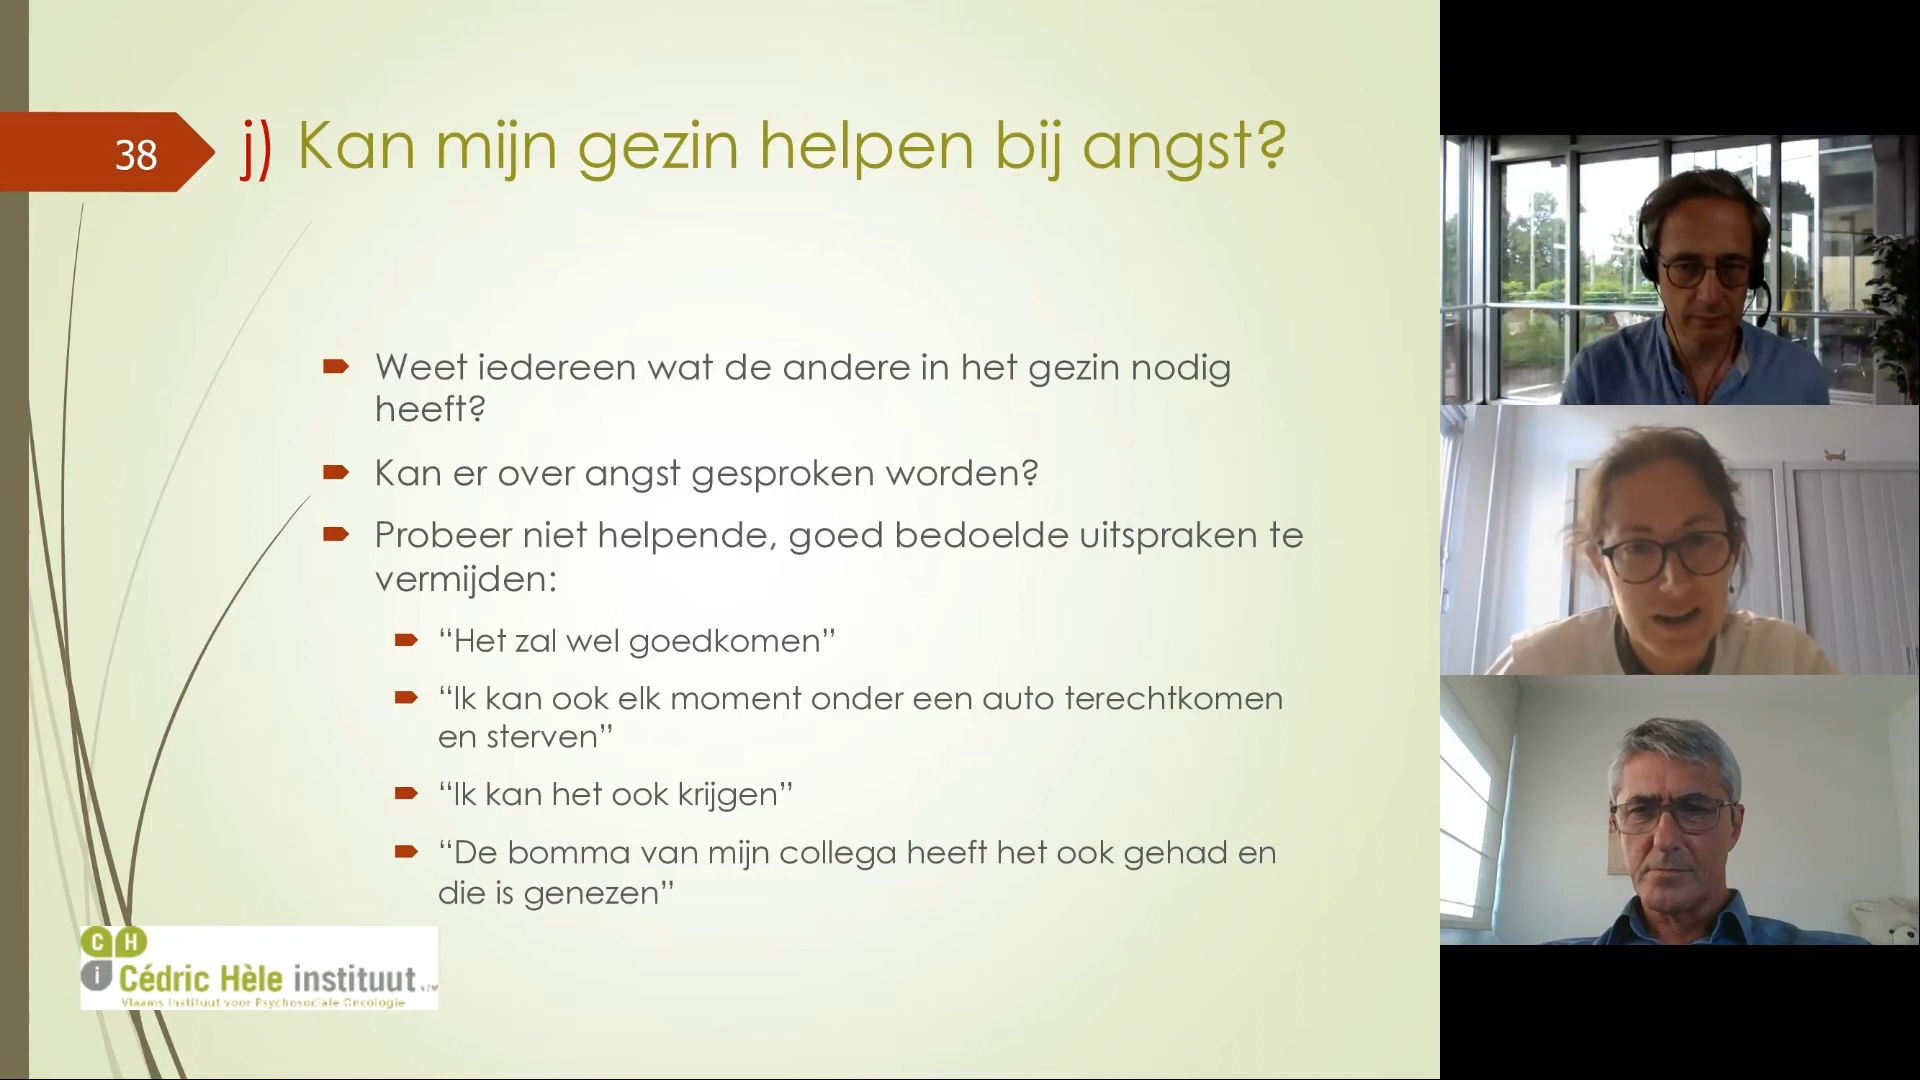 38
j) Kan mijn gezin helpen bij angst?
Weet iedereen wat de andere in het gezin nodig
heeft?
Kan er over angst gesproken worden?
Probeer niet helpende, goed bedoelde uitspraken te
vermijden:
“Het zal wel goedkomen”
“Ik kan ook elk moment onder een auto terechtkomen
en sterven”
“Ik kan het ook krijgen”
“De bomma van mijn collega heeft het ook gehad en
die is genezen”
C H
i Cédric Hèle instituut vzw
Vlaams Instituut voor Psychosociale Oncologie